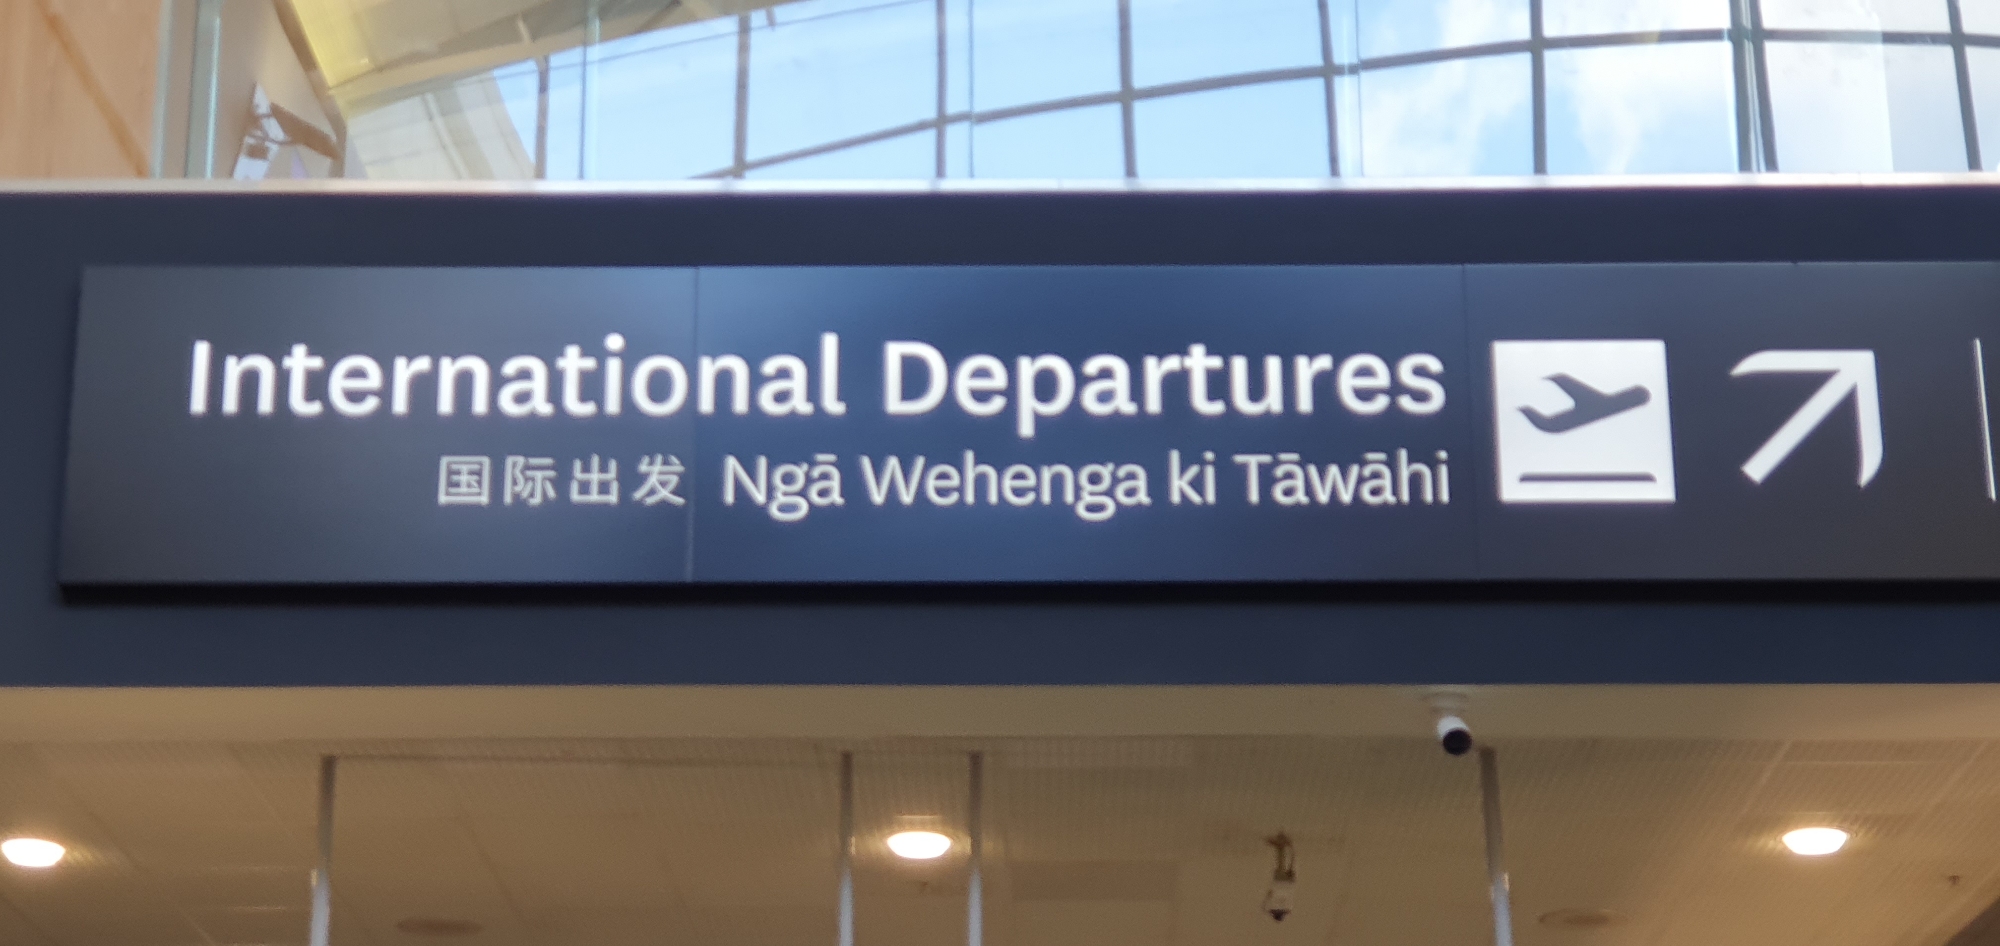 International Departures
国际出发 Ngā Wehenga ki Tāwāhi